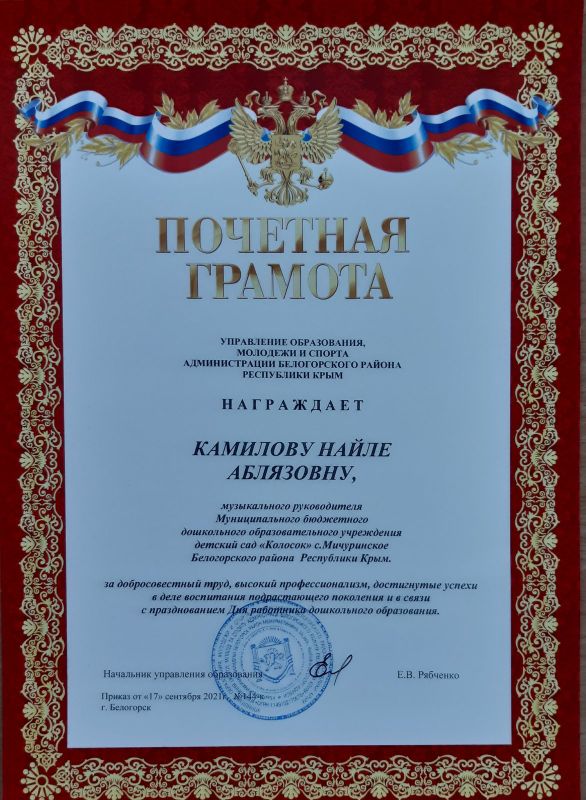 ПОЧЕТНАЯ
ГРАМОТА
УПРАВЛЕНИЕ ОБРАЗОВАНИЯ,
МОЛОДЕЖИ И СПОРТА
АДМИНИСТРАЦИИ БЕЛОГОРСКОГО РАЙОНА
РЕСПУБЛИКИ КРЫМ
НАГРАЖДАЕТ
КАМИЛОВУ НАЙЛЕ
АБЛЯЗОВНУ,
музыкального руководителя
Муниципального бюджетного
дошкольного образовательного учреждения
детский сад «Колосок» с.Мичуринское
Белогорского района Республики Крым.
за добросовестный труд, высокий профессионализм, достигнутые успехи
в деле воспитания подрастающего поколения и в связи
с празднованием Дня работника дошкольного образования.
Начальник управления образования
Е.В. Рябченко
Приказ от «17» сентября 2021г.
г. Белогорск